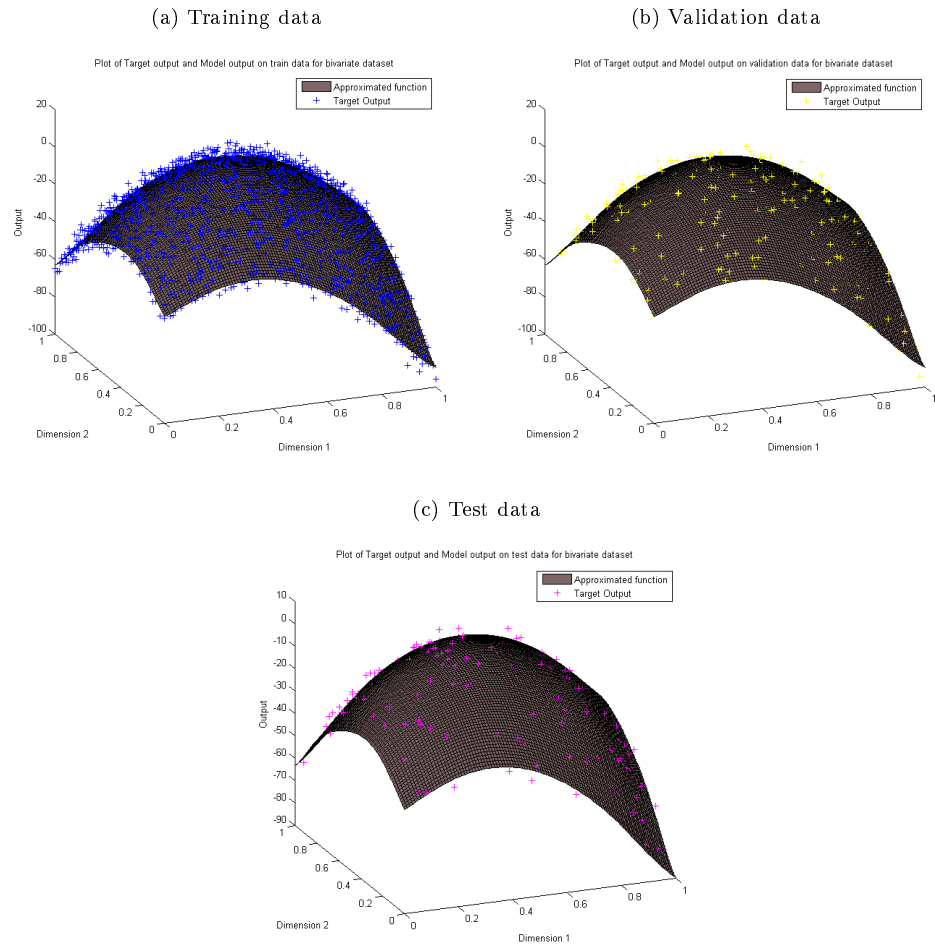 (a) Training data
(b) Validation data
Plot of Target output and Model output on train data for bivariate dataset
Approximated function
Target Output
20
0
-20
-40
-60
-80
-100
Output
1
0.8
0.6
0.4
0.2
0
Dimension 2
0
0.2
0.4
0.6
0.8
1
Dimension 1
Plot of Target output and Model output on validation data for bivariate dataset
Approximated function
Target Output
20
0
-20
-40
-60
-80
-100
Output
1
0.8
0.6
0.4
0.2
0
Dimension 2
0
0.2
0.4
0.6
0.8
1
Dimension 1
(c) Test data
Plot of Target output and Model output on test data for bivariate dataset
Approximated function
Target Output
10
0
-10
-20
-30
-40
-50
-60
-70
-80
-90
Output
1
0.8
0.6
0.4
0.2
0
Dimension 2
0
0.2
0.4
0.6
0.8
1
Dimension 1